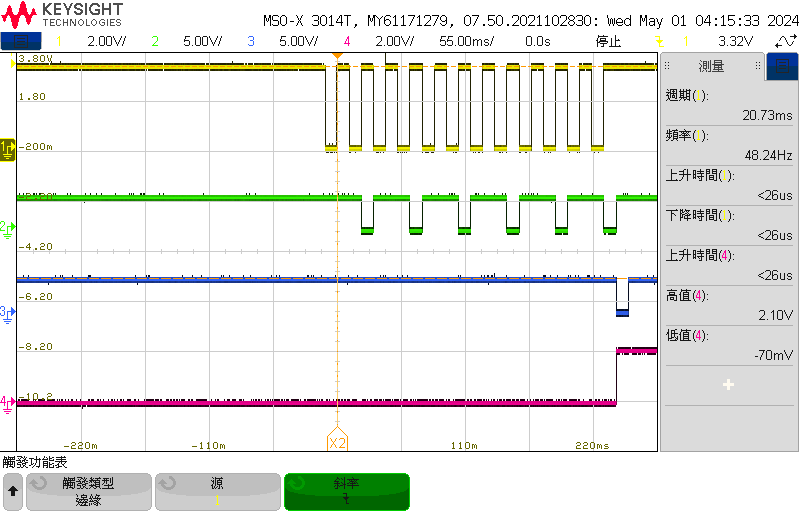 KEYSIGHT
TECHNOLOGIES
MSO-X 3014T, MY61171279, 07.50.2021102830: Wed May 01 04:15:33 2024
1 2.00V/ 2 5.00V/ 3 5.00V/ 4 2.00V/ 55.00ms/ 0.0s 停止 1 3.32V
3.80V
1.80
-200m
-4.20
-6.20
-8.20
-10.2
1
2
3
4
-220m -110m X2 110m 220ms
測量
週期(1):
20.73ms
頻率(1):
48.24Hz
上升時間(1):
<26us
下降時間(1):
<26us
上升時間(4):
<26us
高值(4):
2.10V
低值(4):
-70mV
觸發功能表
觸發類型
邊緣
源
1
斜率